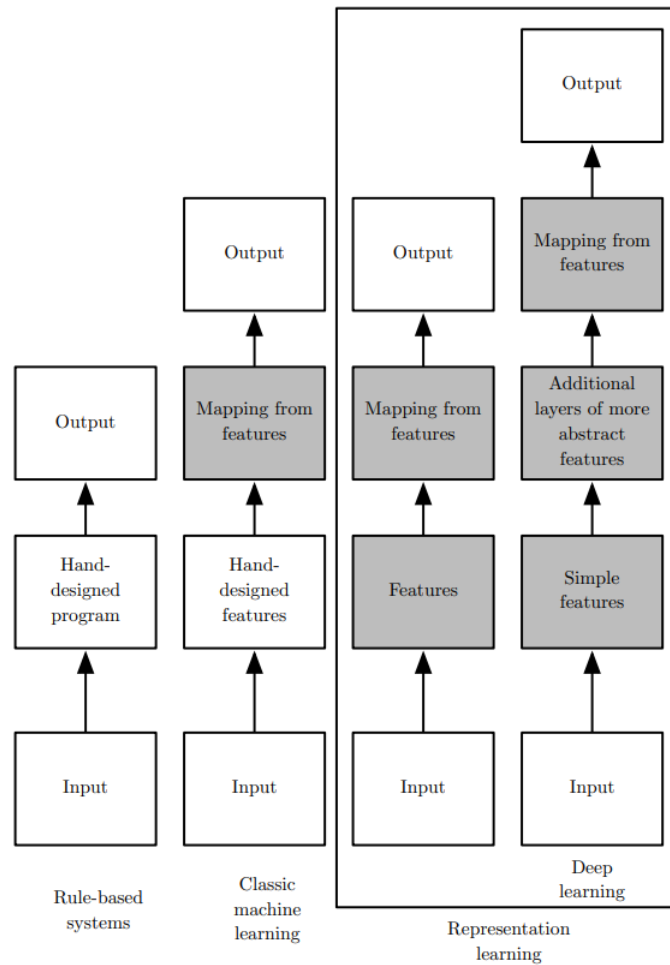 Output
Mapping from
features
Output
Output
Output
Mapping from
features
Mapping from
features
Additional
layers of more
abstract
features
Hand-
designed
program
Hand-
designed
features
Features
Simple
features
Input
Input
Input
Input
Rule-based
systems
Classic
machine
learning
Deep
learning
Representation
learning